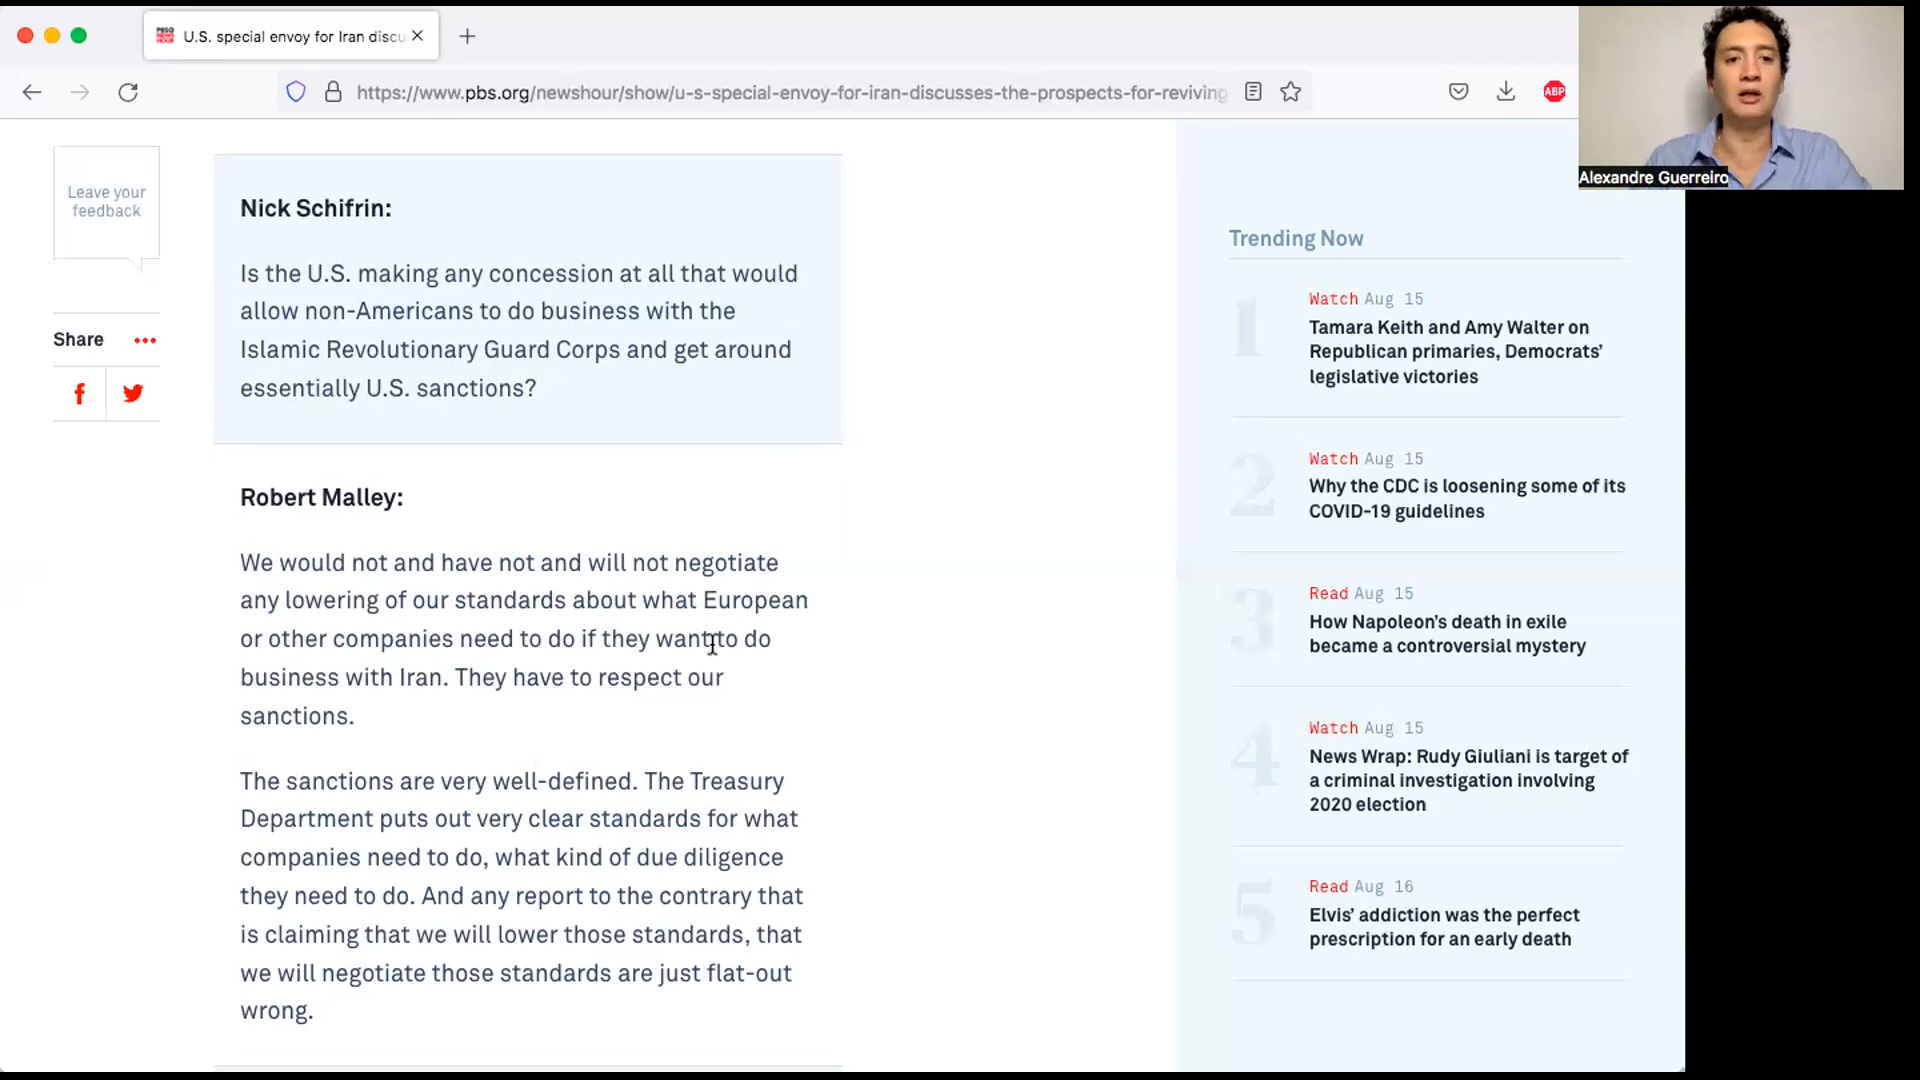 U.S. special envoy for Iran discu
https://www.pbs.org/newshour/show/u-s-special-envoy-for-iran-discusses-the-prospects-for-reviving
ABP
Alexandre Guerreiro
Leave your
feedback
Share
Nick Schifrin:
Is the U.S. making any concession at all that would
allow non-Americans to do business with the
Islamic Revolutionary Guard Corps and get around
essentially U.S. sanctions?
Robert Malley:
We would not and have not and will not negotiate
any lowering of our standards about what European
or other companies need to do if they want to do
business with Iran. They have to respect our
sanctions.
The sanctions are very well-defined. The Treasury
Department puts out very clear standards for what
companies need to do, what kind of due diligence
they need to do. And any report to the contrary that
is claiming that we will lower those standards, that
we will negotiate those standards are just flat-out
wrong.
Trending Now
1
Watch Aug 15
Tamara Keith and Amy Walter on
Republican primaries, Democrats'
legislative victories
2
Watch Aug 15
Why the CDC is loosening some of its
COVID-19 guidelines
3
Read Aug 15
How Napoleon's death in exile
became a controversial mystery
4
Watch Aug 15
News Wrap: Rudy Giuliani is target of
a criminal investigation involving
2020 election
5
Read Aug 16
Elvis' addiction was the perfect
prescription for an early death